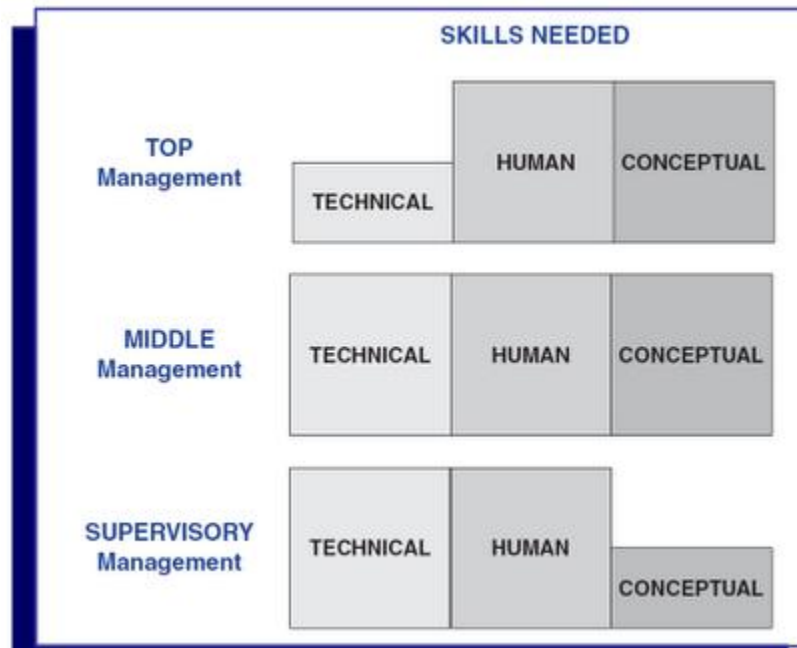 SKILLS NEEDED
TOP
Management
TECHNICAL
HUMAN
CONCEPTUAL
MIDDLE
Management
TECHNICAL
HUMAN
CONCEPTUAL
SUPERVISORY
Management
TECHNICAL
HUMAN
CONCEPTUAL